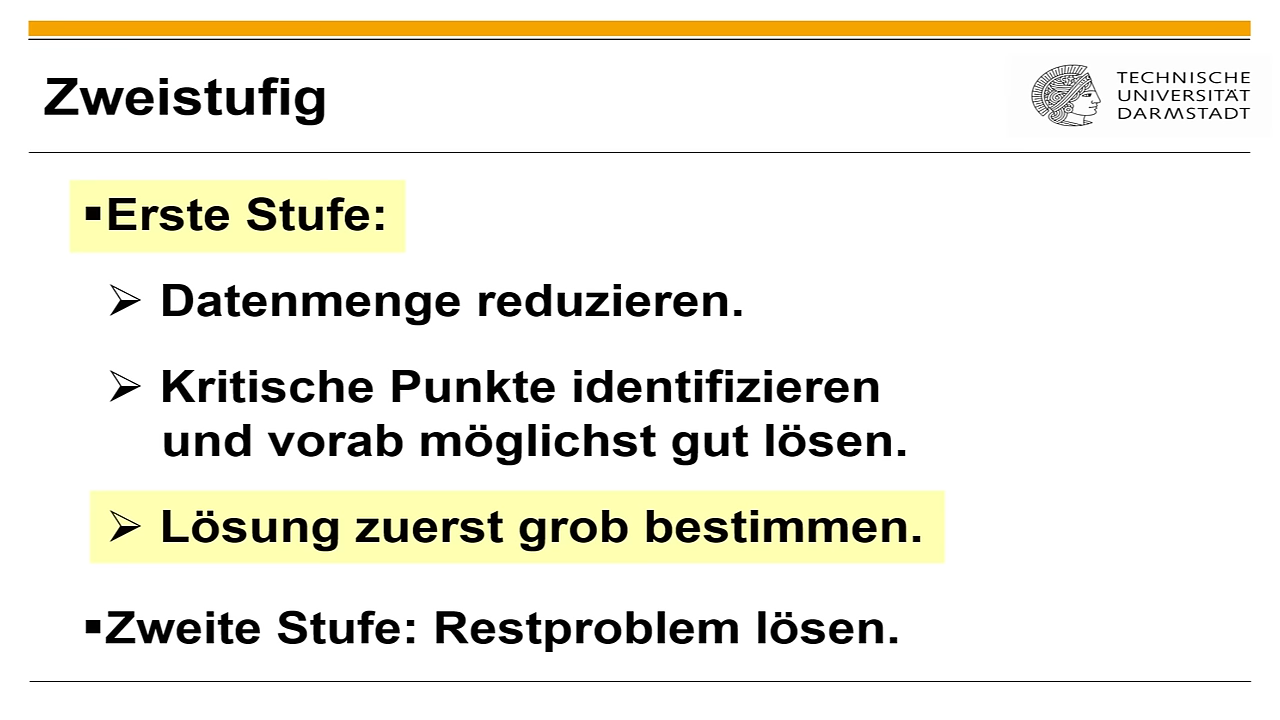 Zweistufig
TECHNISCHE
UNIVERSITÄT
DARMSTADT
▪Erste Stufe:
➢ Datenmenge reduzieren.
➢ Kritische Punkte identifizieren
und vorab möglichst gut lösen.
➢ Lösung zuerst grob bestimmen.
▪Zweite Stufe: Restproblem lösen.